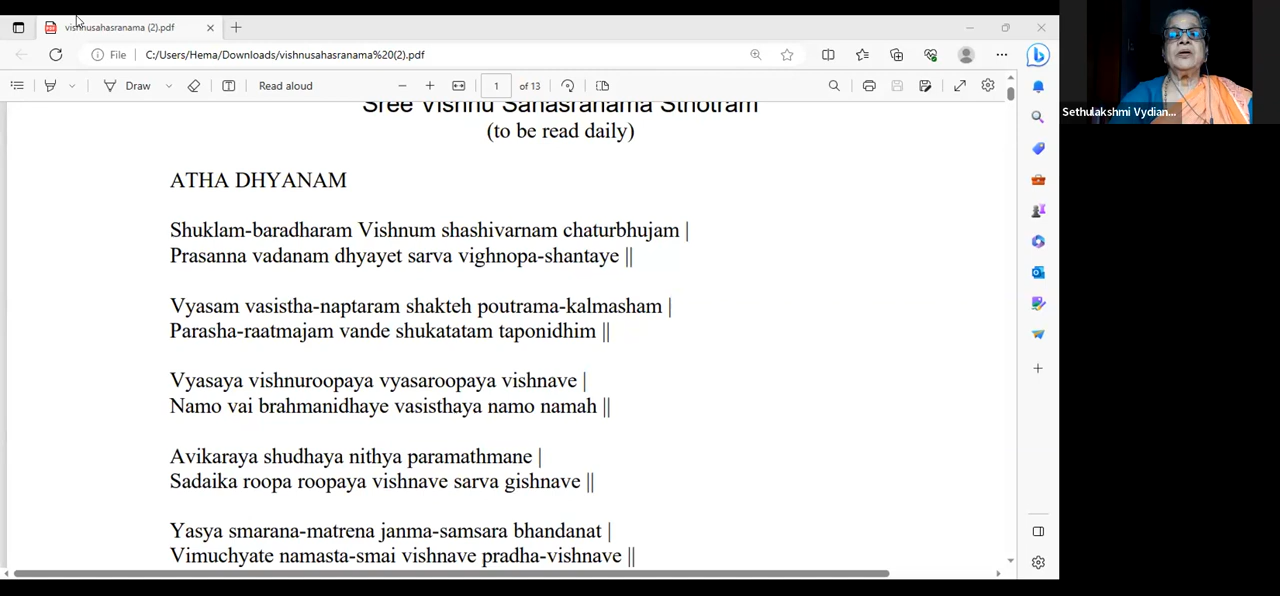 vishnusahasranama (2).pdf
File
C:/Users/Hema/Downloads/vishnusahasranama%20(2).pdf
Draw
Read aloud
1 of 13
Sree Vishnu Sahasranama Sthotram
(to be read daily)
ATHA DHYANAM
Shuklam-baradharam Vishnum shashivarnam chaturbhujam |
Prasanna vadanam dhyayet sarva vighnopa-shantaye ||
Vyasam vasistha-naptaram shakteh poutrama-kalmasham |
Parasha-raatmajam vande shukatatam taponidhim ||
Vyasaya vishnuroopaya vyasaroopaya vishnave |
Namo vai brahmanidhaye vasisthaya namo namah ||
Avikaraya shudhaya nithya paramathmane |
Sadaika roopa roopaya vishnave sarva gishnave ||
Yasya smarana-matrena janma-samsara bhandanat |
Vimuchyate namasta-smai vishnave pradha-vishnave ||
Sethulakshmi Vydian...